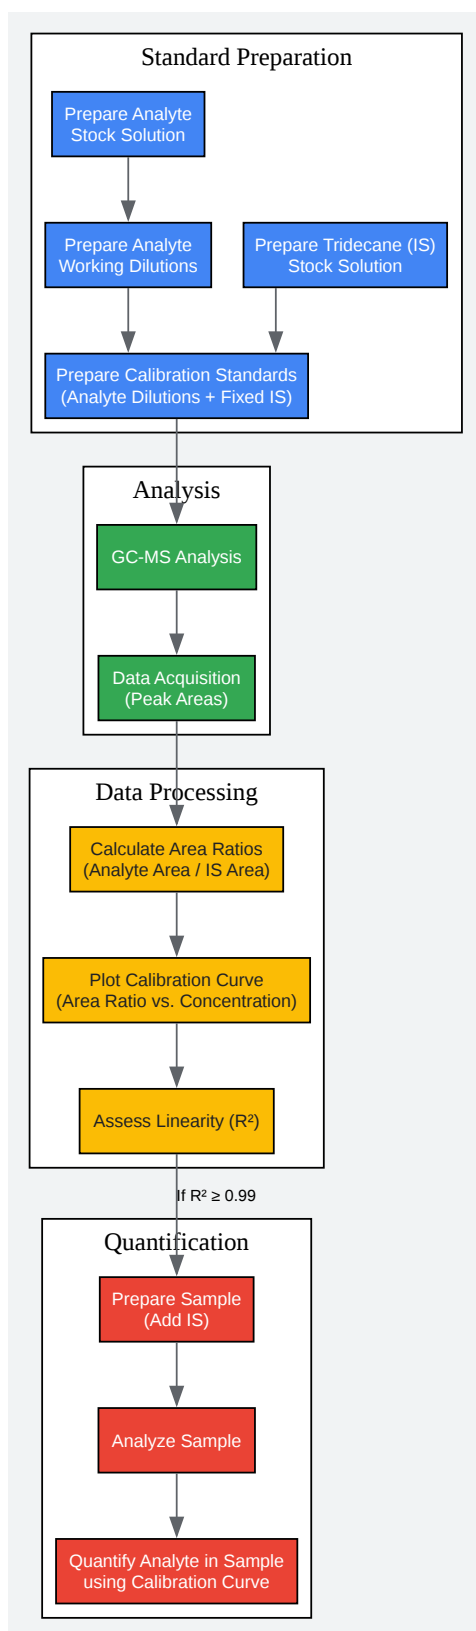 Standard Preparation
Prepare Analyte
Stock Solution
Prepare Analyte
Working Dilutions
Prepare Tridecane (IS)
Stock Solution
Prepare Calibration Standards
(Analyte Dilutions + Fixed IS)
Analysis
GC-MS Analysis
Data Acquisition
(Peak Areas)
Data Processing
Calculate Area Ratios
(Analyte Area / IS Area)
Plot Calibration Curve
(Area Ratio vs. Concentration)
Assess Linearity (R²)
If R² ≥ 0.99
Quantification
Prepare Sample
(Add IS)
Analyze Sample
Quantify Analyte in Sample
using Calibration Curve